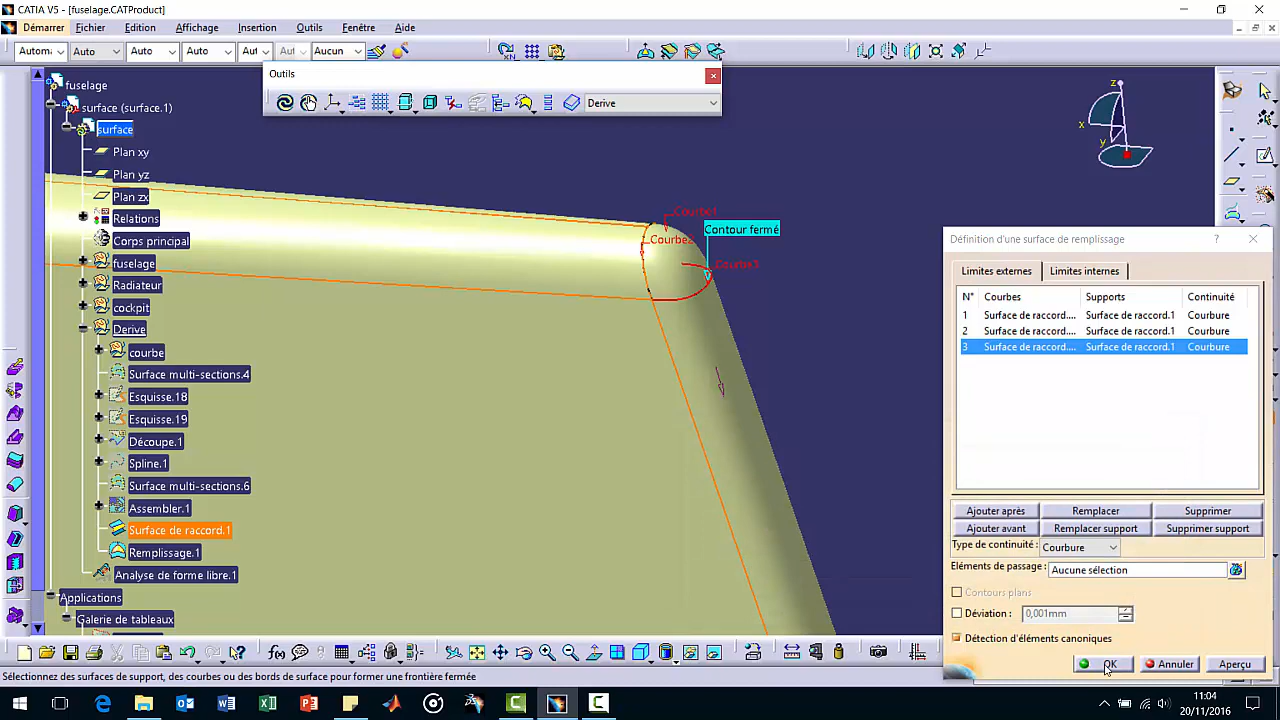 CATIA V5 - [fuselage.CATProduct]
Démarrer Fichier Edition Affichage Insertion Outils Fenêtre Aide
Automa Auto Auto Auto Aut Aut Aucun
Outils
Derive
fuselage
surface (surface.1)
surface
Plan xy
Plan yz
Plan zx
Relations
Corps principal
fuselage
Radiateur
cockpit
Derive
courbe
Surface multi-sections.4
Esquisse.18
Esquisse.19
Découpe.1
Spline.1
Surface multi-sections.6
Assembler.1
Surface de raccord.1
Remplissage.1
Analyse de forme libre.1
Applications
Galerie de tableaux
Courbe1
Contour fermé
Courbe2
Courbe3
z
x
y
Définition d'une surface de remplissage
Limites externes Limites internes
N° Courbes Supports Continuité
1 Surface de raccord.... Surface de raccord.1 Courbure
2 Surface de raccord.... Surface de raccord.1 Courbure
3 Surface de raccord.... Surface de raccord.1 Courbure
Ajouter après Remplacer Supprimer
Ajouter avant Remplacer support Supprimer support
Type de continuité : Courbure
Eléments de passage : Aucune sélection
Contours plans
Déviation : 0,001mm
Détection d'éléments canoniques
OK Annuler Aperçu
Sélectionnez des surfaces de support, des courbes ou des bords de surface pour former une frontière fermée
11:04
20/11/2016